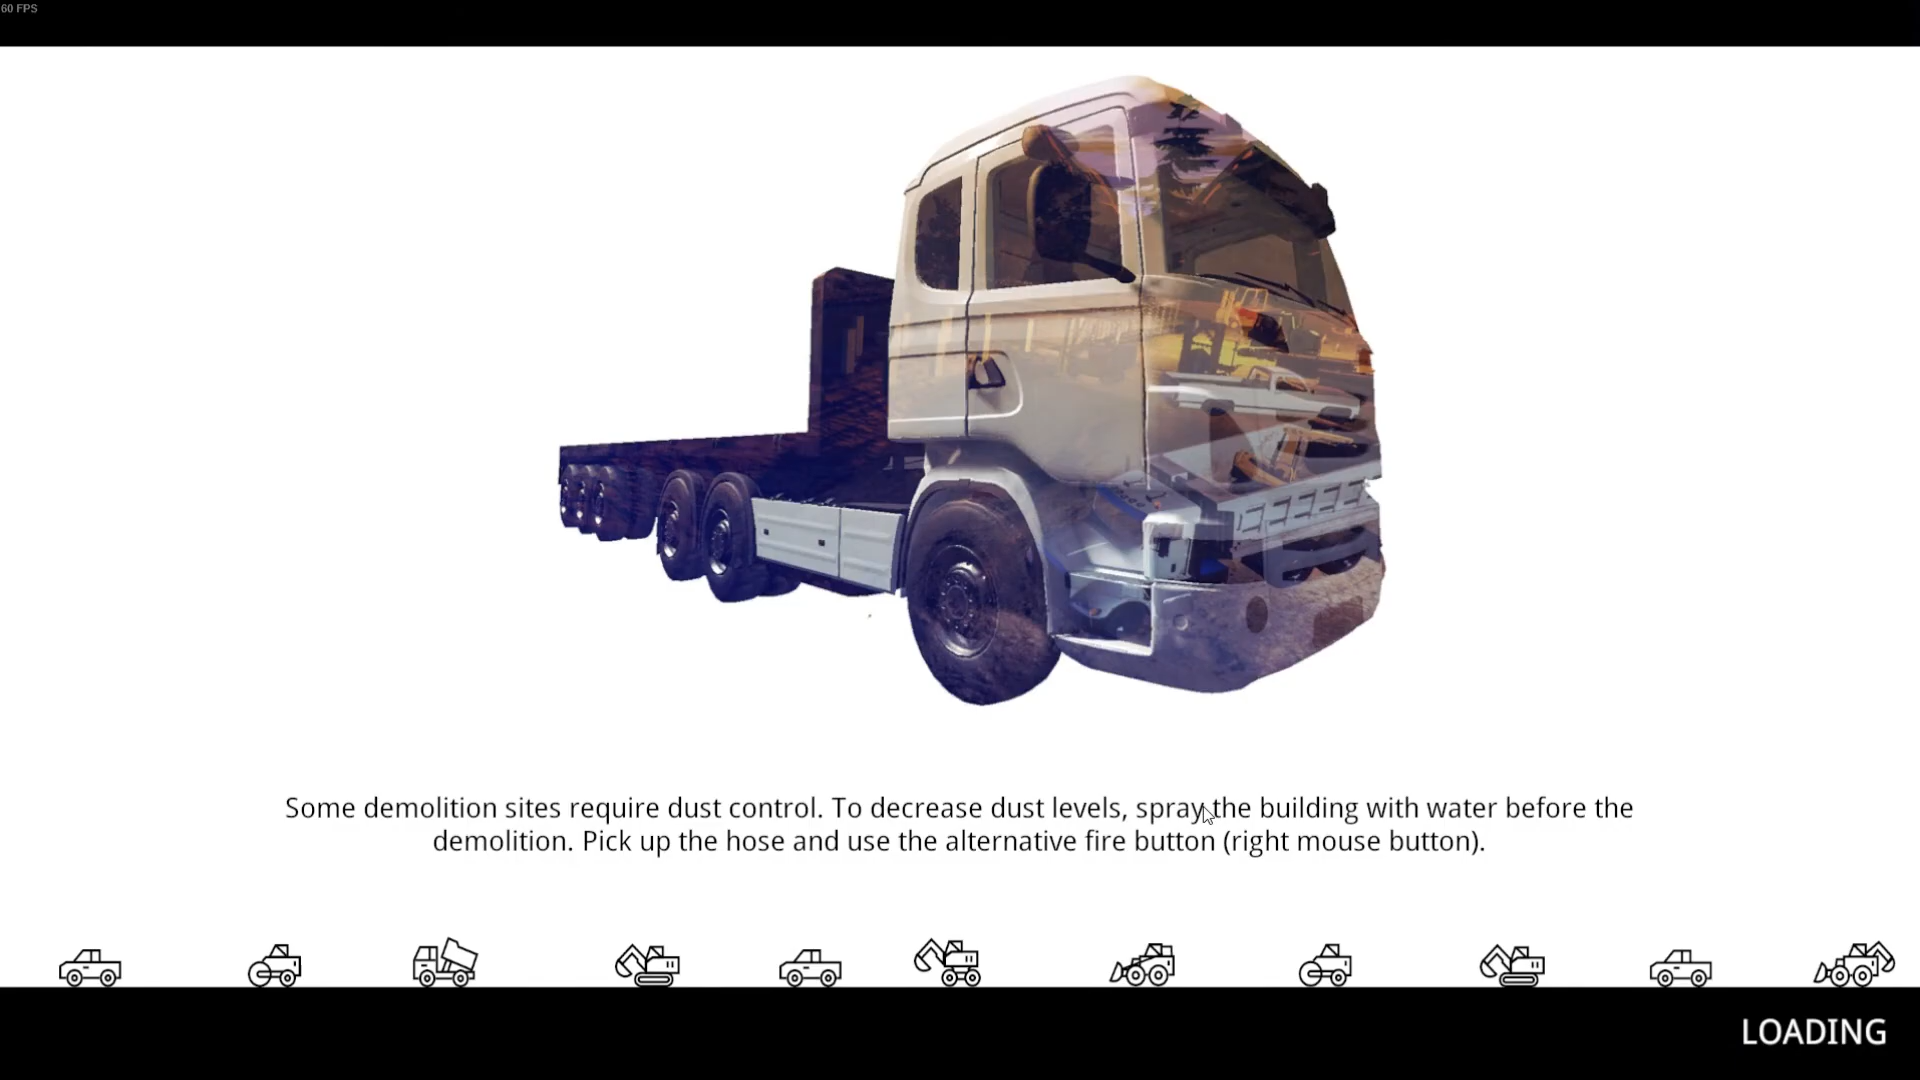 60 FPS
Some demolition sites require dust control. To decrease dust levels, spray the building with water before the
demolition. Pick up the hose and use the alternative fire button (right mouse button).
LOADING